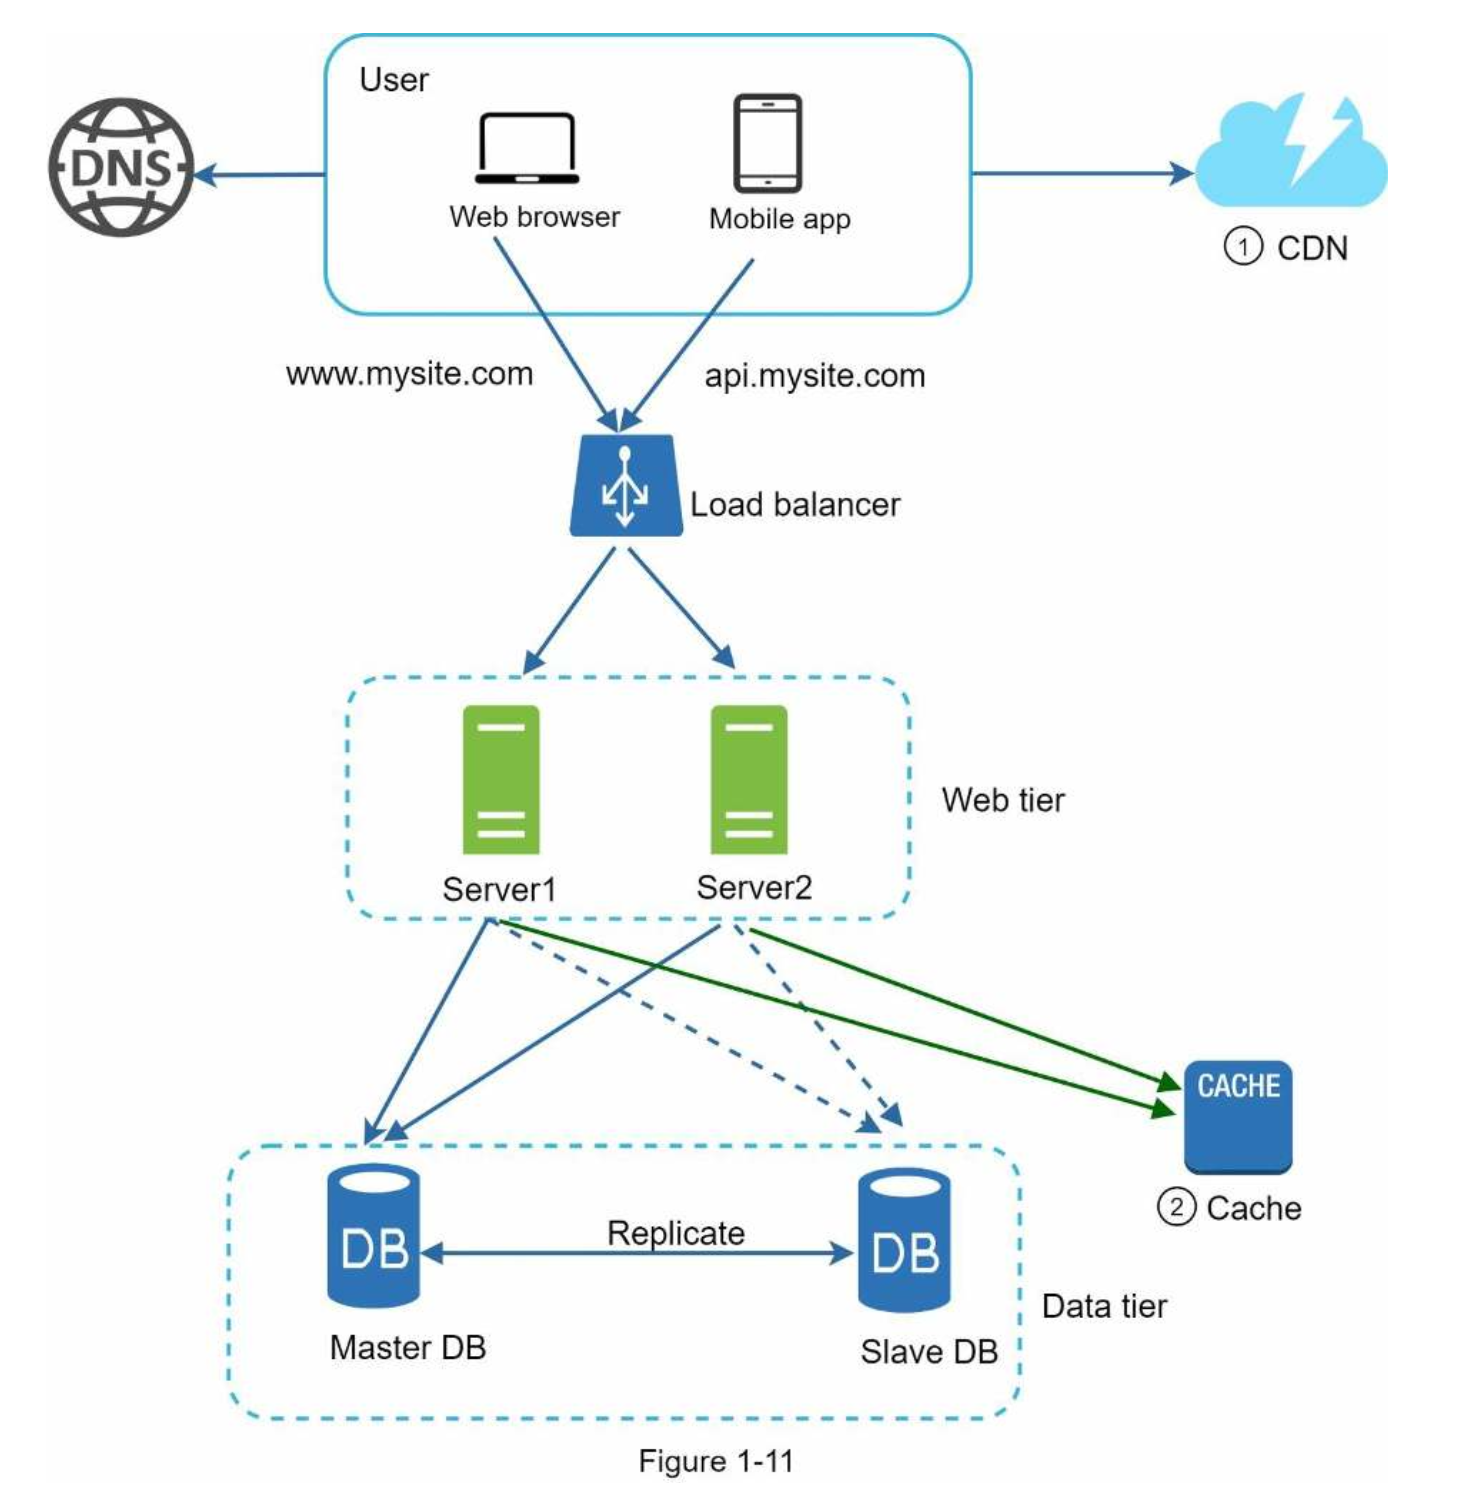 User
DNS
Web browser
Mobile app
1 CDN
www.mysite.com
api.mysite.com
Load balancer
Web tier
Server1
Server2
CACHE
2 Cache
Replicate
DB
DB
Data tier
Master DB
Slave DB
Figure 1-11